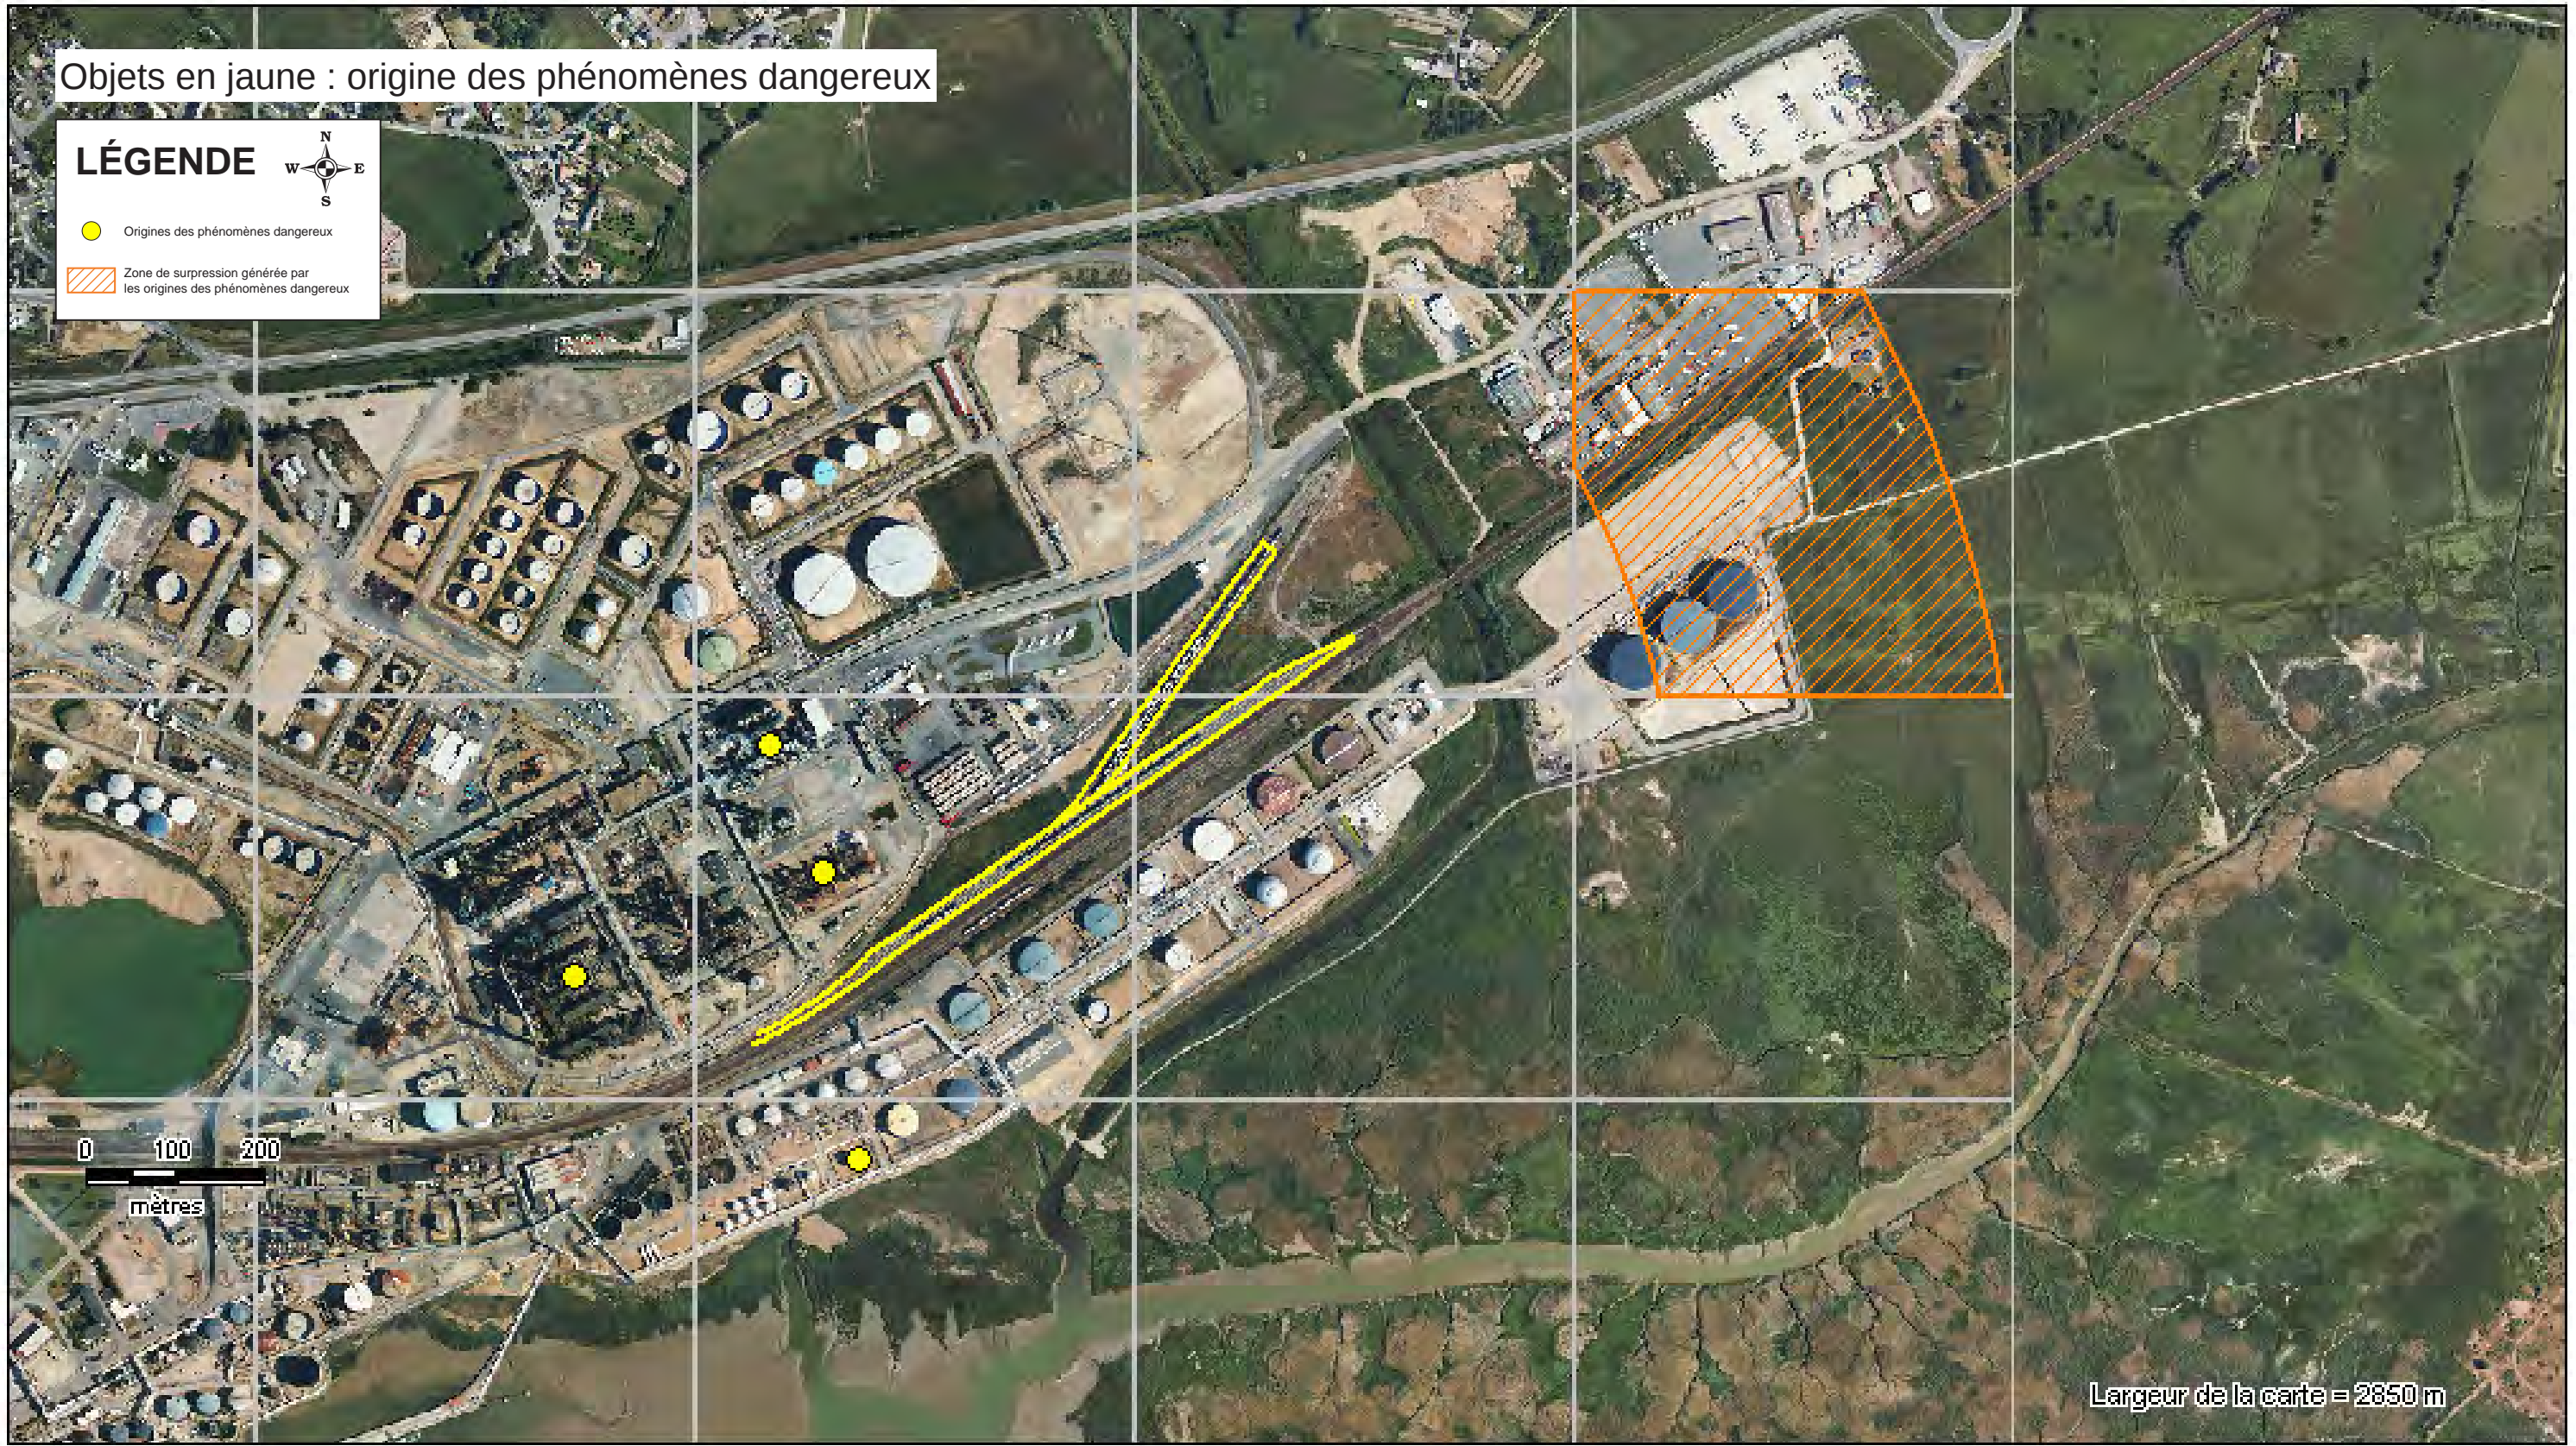 Objets en jaune : origine des phénomènes dangereux
LÉGENDE
N
W E
S
Origines des phénomènes dangereux
Zone de surpression générée par
les origines des phénomènes dangereux
0 100 200
mètres
Largeur de la carte = 2850 m